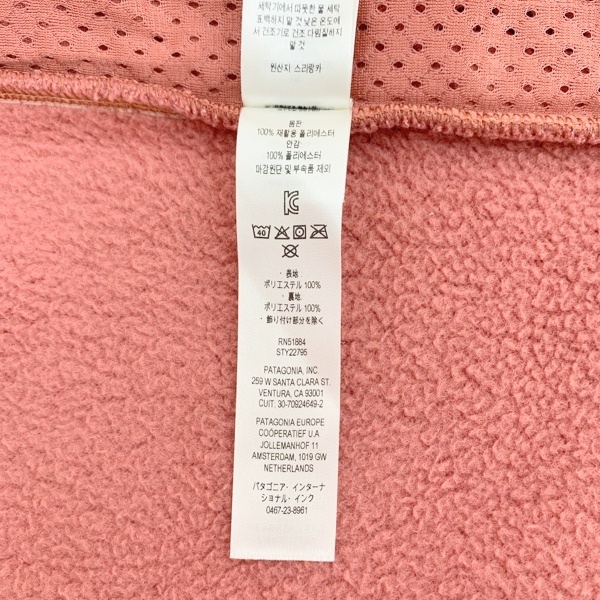 세탁기에서 따뜻한 물 세탁
표백하지 말 것 낮은 온도에
서 건조기로 건조 다림질하지
말 것
원산지: 스리랑카
몸판
100% 재활용 폴리에스터
안감
100% 폴리에스터
마감원단 및 부속품 제외
40
・表地
ポリエステル 100%
・裏地:
ポリエステル 100%
・飾り付け部分を除く
RN51884
STY22795
PATAGONIA, INC.
259 W SANTA CLARA ST.
VENTURA, CA 93001
CUIT: 30-70924649-2
PATAGONIA EUROPE
COÖPERATIEF U.A
JOLLEMANHOF 11
AMSTERDAM, 1019 GW
NETHERLANDS
パタゴニア・インターナ
ショナル・インク
0467-23-8961